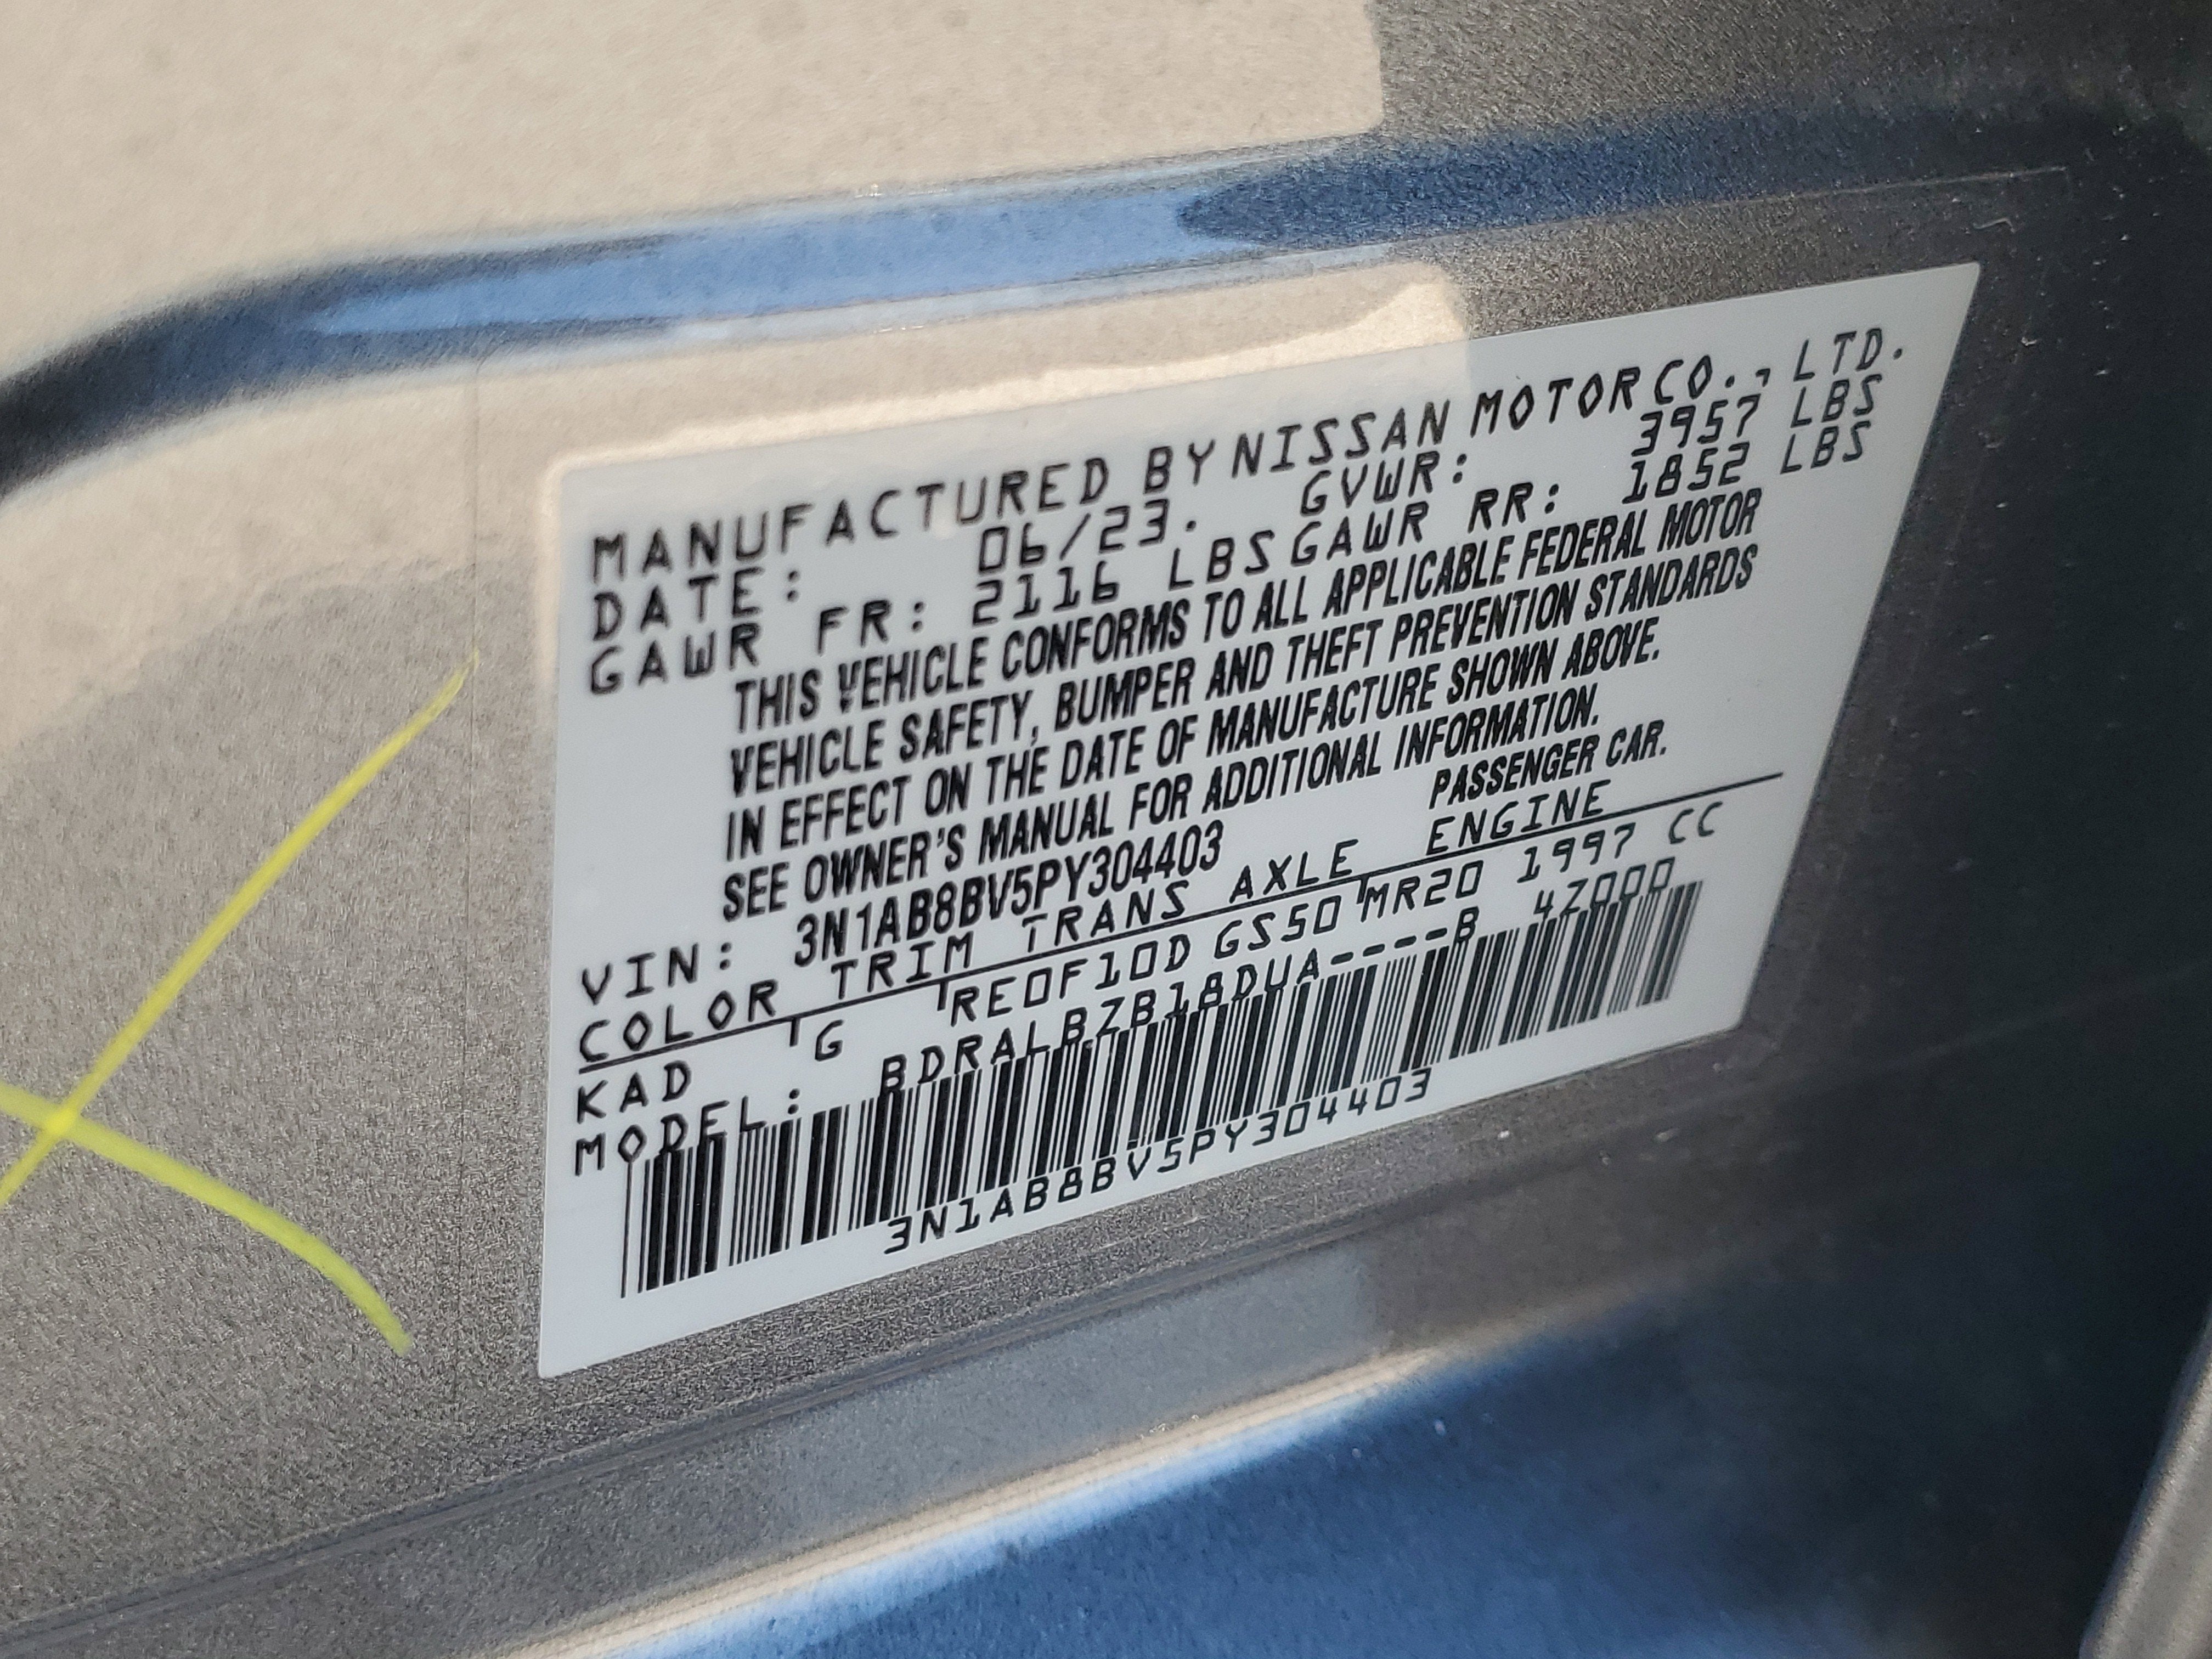 MANUFACTURED BY NISSAN MOTOR CO., LTD.
DATE: 06/23. GVWR: 3957 LBS
GAWR FR: 2116 LBS GAWR RR: 1852 LBS
THIS VEHICLE CONFORMS TO ALL APPLICABLE FEDERAL MOTOR
VEHICLE SAFETY, BUMPER AND THEFT PREVENTION STANDARDS
IN EFFECT ON THE DATE OF MANUFACTURE SHOWN ABOVE.
SEE OWNER'S MANUAL FOR ADDITIONAL INFORMATION.
VIN: 3N1AB8BV5PY304403 PASSENGER CAR.
COLOR TRIM TRANS AXLE ENGINE
KAD G RE0F10D GS50 MR20 1997 CC
MODEL: BDRALBZB18DUA----B 4Z000
3N1AB8BV5PY304403